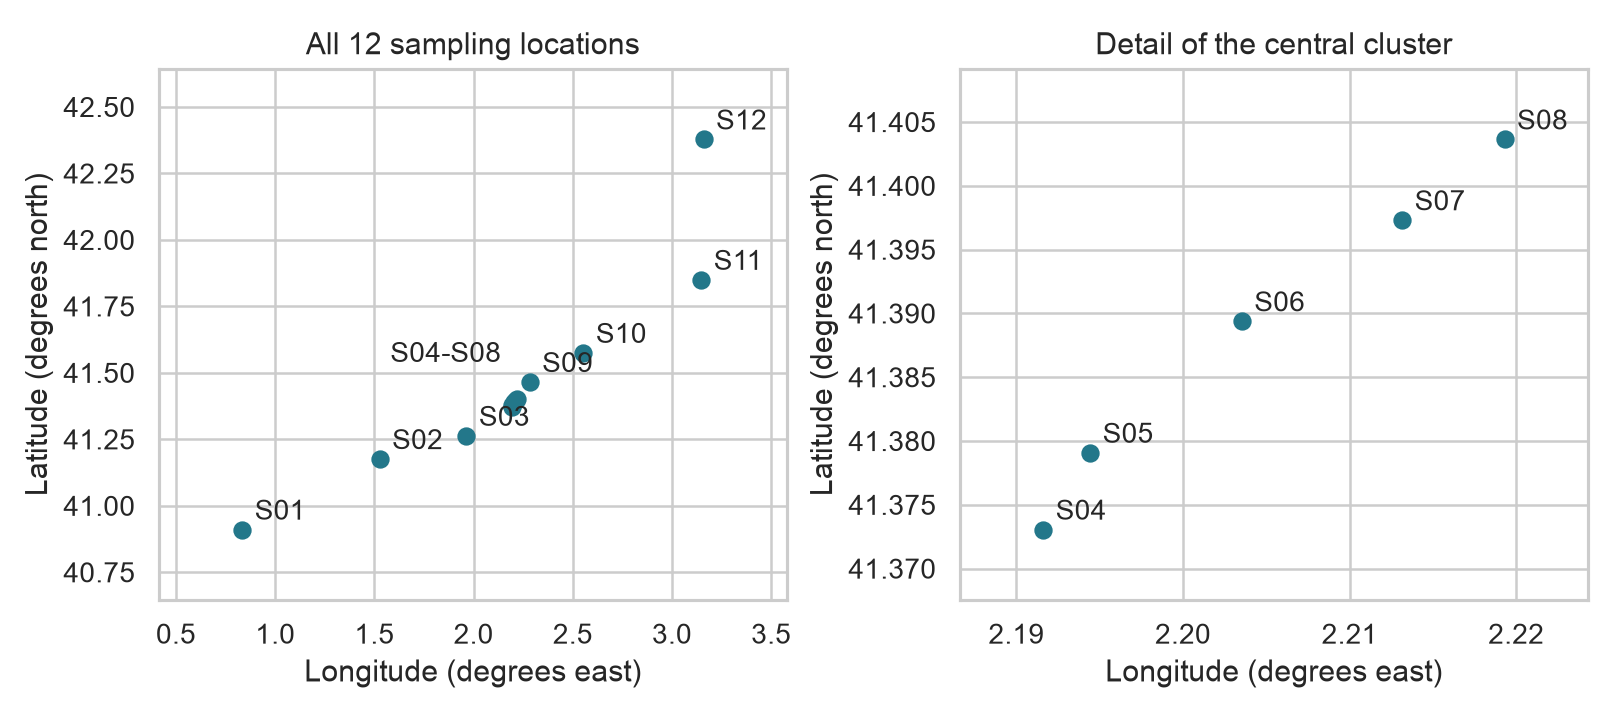 All 12 sampling locations
42.50
42.25
42.00
41.75
41.50
41.25
41.00
40.75
Latitude (degrees north)
S12
S11
S10
S04-S08
S09
S03
S02
S01
0.5 1.0 1.5 2.0 2.5 3.0 3.5
Longitude (degrees east)
Detail of the central cluster
41.405
41.400
41.395
41.390
41.385
41.380
41.375
41.370
Latitude (degrees north)
S08
S07
S06
S05
S04
2.19 2.20 2.21 2.22
Longitude (degrees east)